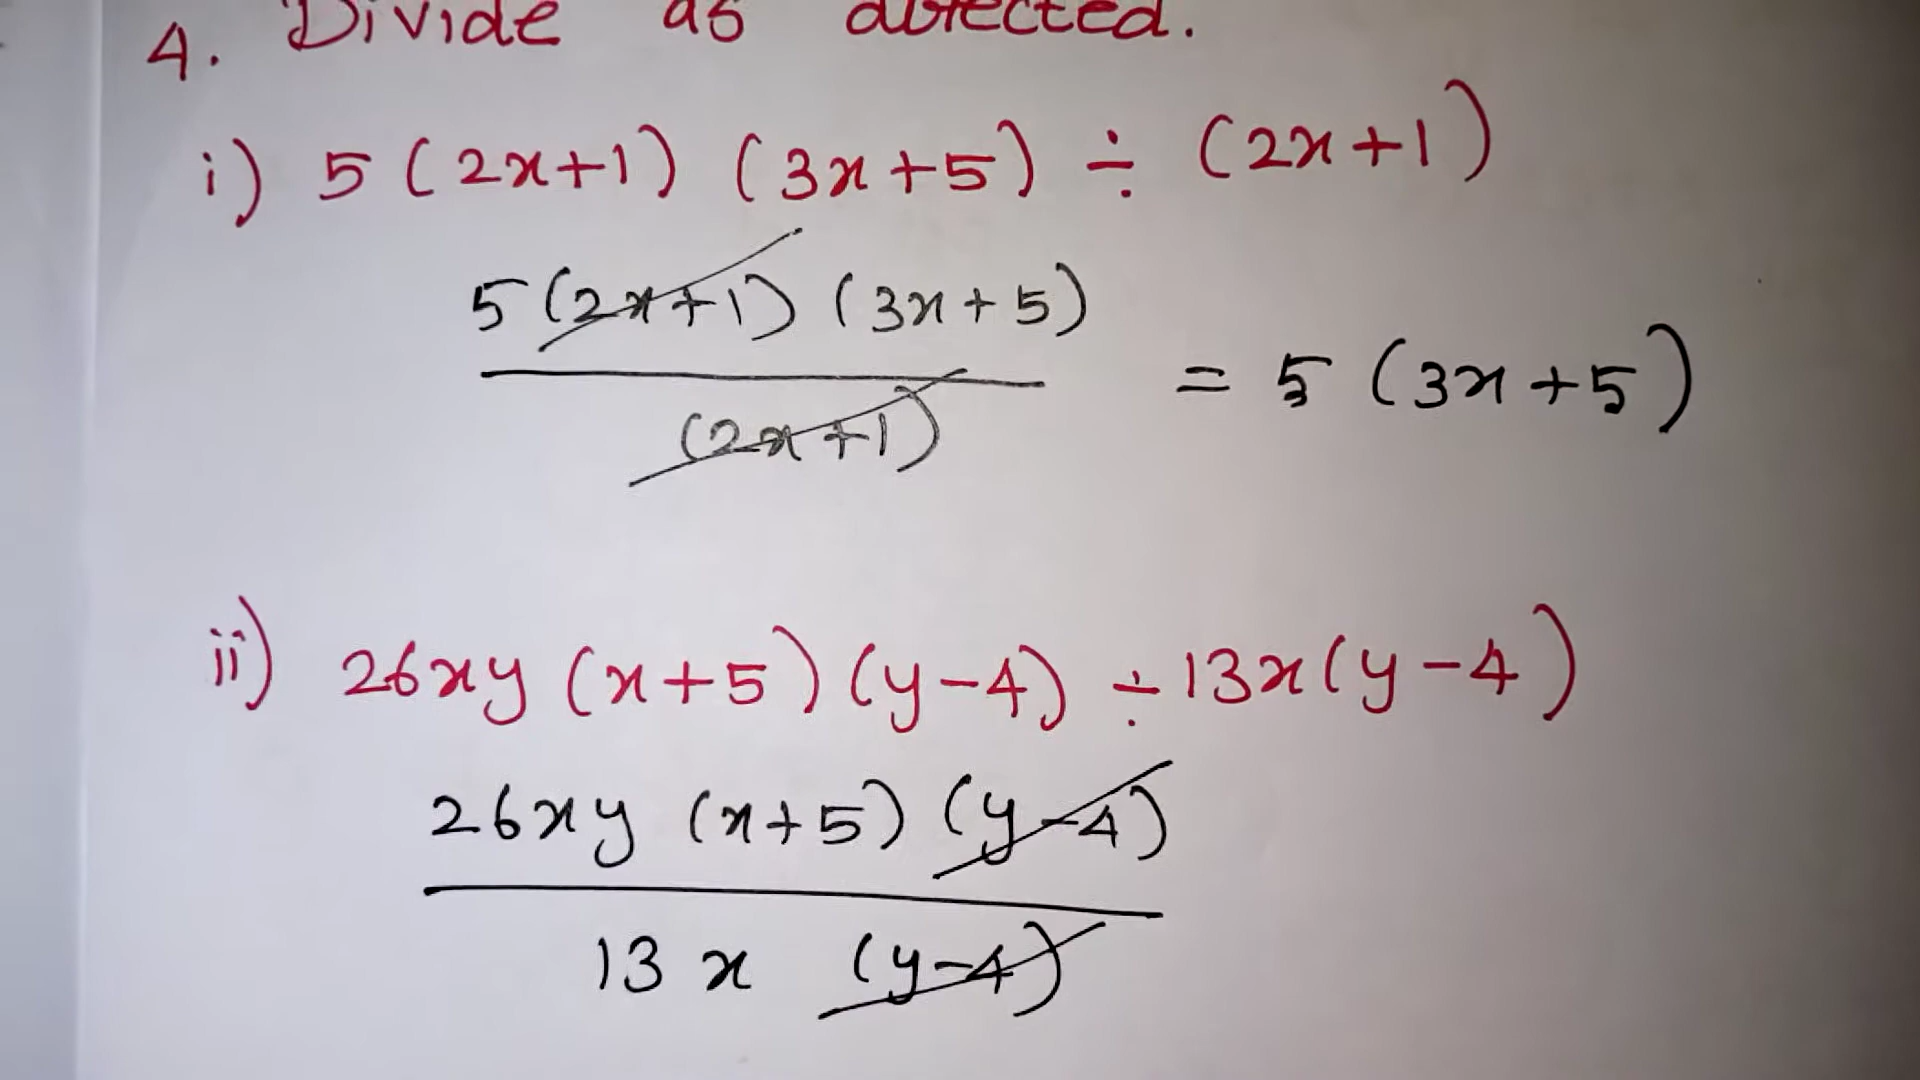 4. Divide as directed.
i) 5 (2x+1) (3x+5) ÷ (2x+1)
5 (2x+1) (3x+5)
(2x+1)
= 5 (3x+5)
ii) 26xy (x+5) (y-4) ÷ 13x(y-4)
26xy (x+5) (y-4)
13 x (y-4)